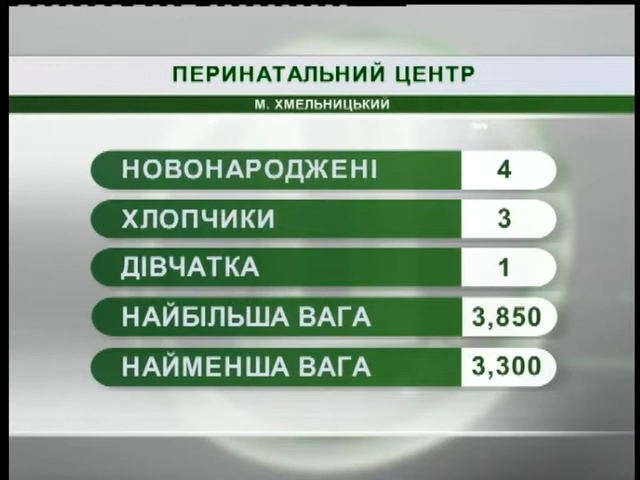 ПЕРИНАТАЛЬНИЙ ЦЕНТР
М. ХМЕЛЬНИЦЬКИЙ
НОВОНАРОДЖЕНІ 4
ХЛОПЧИКИ 3
ДІВЧАТКА 1
НАЙБІЛЬША ВАГА 3,850
НАЙМЕНША ВАГА 3,300